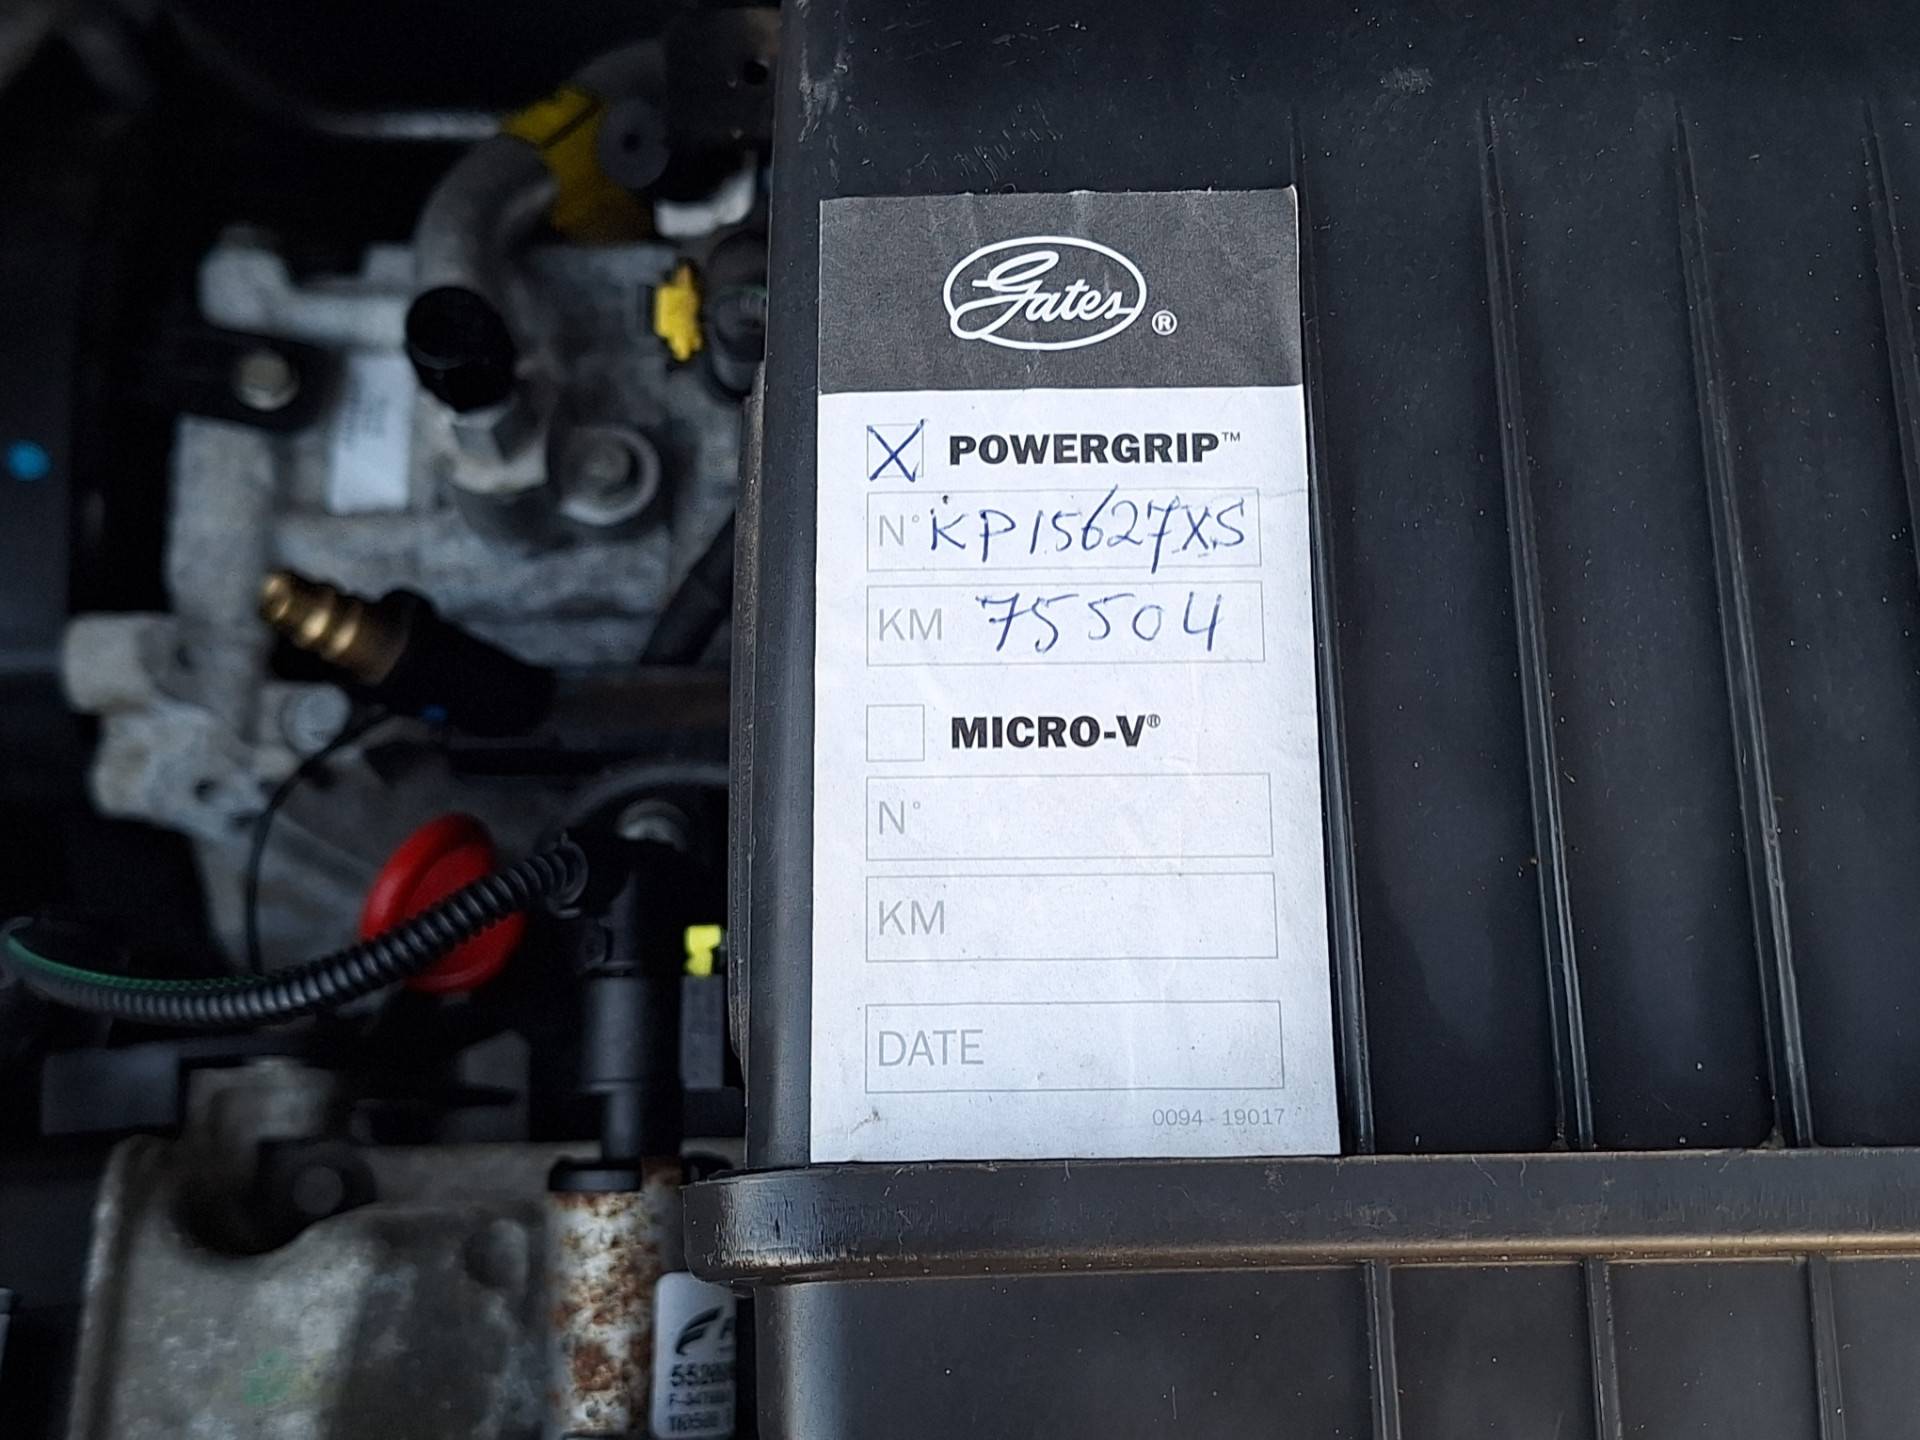 Gates®
POWERGRIP™
N° KP15627XS
KM 75504
MICRO-V®
N°
KM
DATE
0094 - 19017